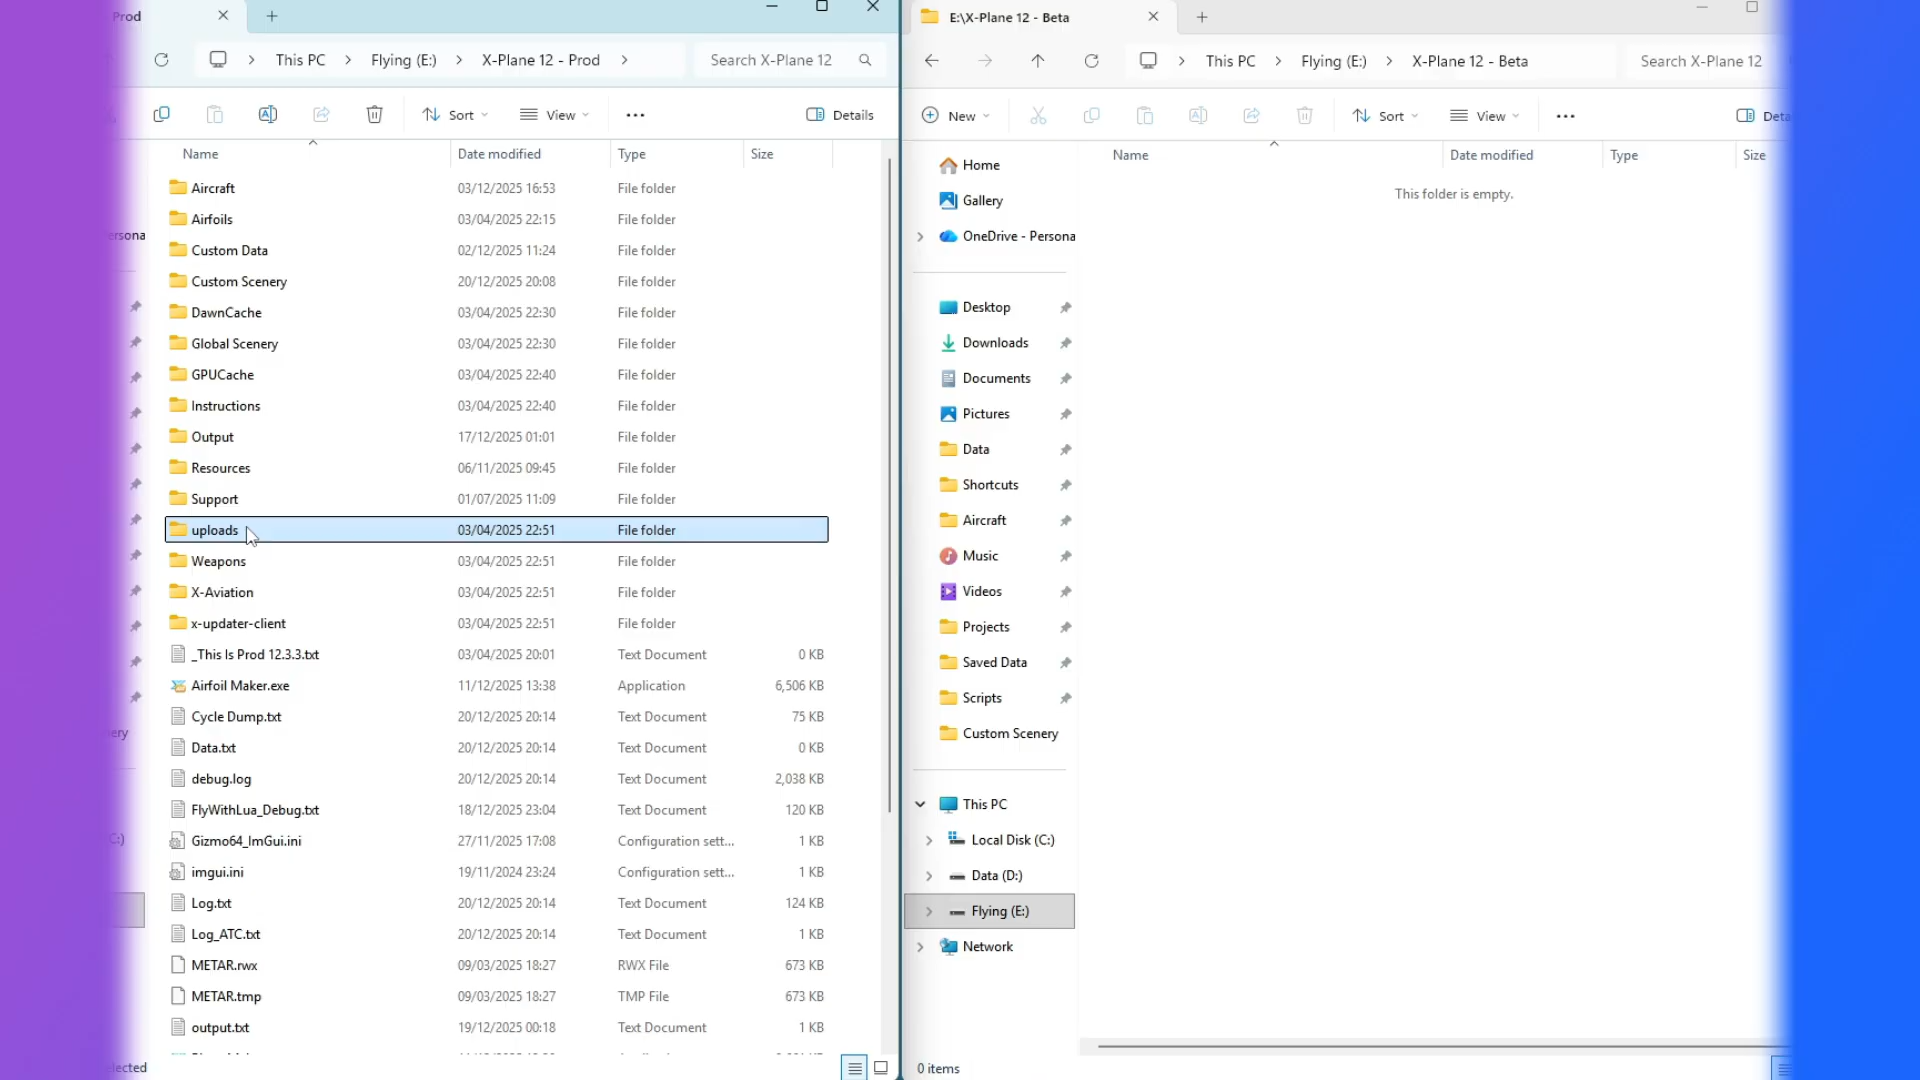 Prod
This PC
Flying (E:)
X-Plane 12 - Prod
Search X-Plane 12
Sort
View
Details
Name
Date modified
Type
Size
Aircraft 03/12/2025 16:53 File folder
Airfoils 03/04/2025 22:15 File folder
Custom Data 02/12/2025 11:24 File folder
Custom Scenery 20/12/2025 20:08 File folder
DawnCache 03/04/2025 22:30 File folder
Global Scenery 03/04/2025 22:30 File folder
GPUCache 03/04/2025 22:40 File folder
Instructions 03/04/2025 22:40 File folder
Output 17/12/2025 01:01 File folder
Resources 06/11/2025 09:45 File folder
Support 01/07/2025 11:09 File folder
uploads 03/04/2025 22:51 File folder
Weapons 03/04/2025 22:51 File folder
X-Aviation 03/04/2025 22:51 File folder
x-updater-client 03/04/2025 22:51 File folder
_This Is Prod 12.3.3.txt 03/04/2025 20:01 Text Document 0 KB
Airfoil Maker.exe 11/12/2025 13:38 Application 6,506 KB
Cycle Dump.txt 20/12/2025 20:14 Text Document 75 KB
Data.txt 20/12/2025 20:14 Text Document 0 KB
debug.log 20/12/2025 20:14 Text Document 2,038 KB
FlyWithLua_Debug.txt 18/12/2025 23:04 Text Document 120 KB
Gizmo64_ImGui.ini 27/11/2025 17:08 Configuration sett... 1 KB
imgui.ini 19/11/2024 23:24 Configuration sett... 1 KB
Log.txt 20/12/2025 20:14 Text Document 124 KB
Log_ATC.txt 20/12/2025 20:14 Text Document 1 KB
METAR.rwx 09/03/2025 18:27 RWX File 673 KB
METAR.tmp 09/03/2025 18:27 TMP File 673 KB
output.txt 19/12/2025 00:18 Text Document 1 KB
E:\X-Plane 12 - Beta
This PC
Flying (E:)
X-Plane 12 - Beta
Search X-Plane 12
New
Sort
View
Deta
Name
Date modified
Type
Size
This folder is empty.
Home
Gallery
OneDrive - Persona
Desktop
Downloads
Documents
Pictures
Data
Shortcuts
Aircraft
Music
Videos
Projects
Saved Data
Scripts
Custom Scenery
This PC
Local Disk (C:)
Data (D:)
Flying (E:)
Network
0 items